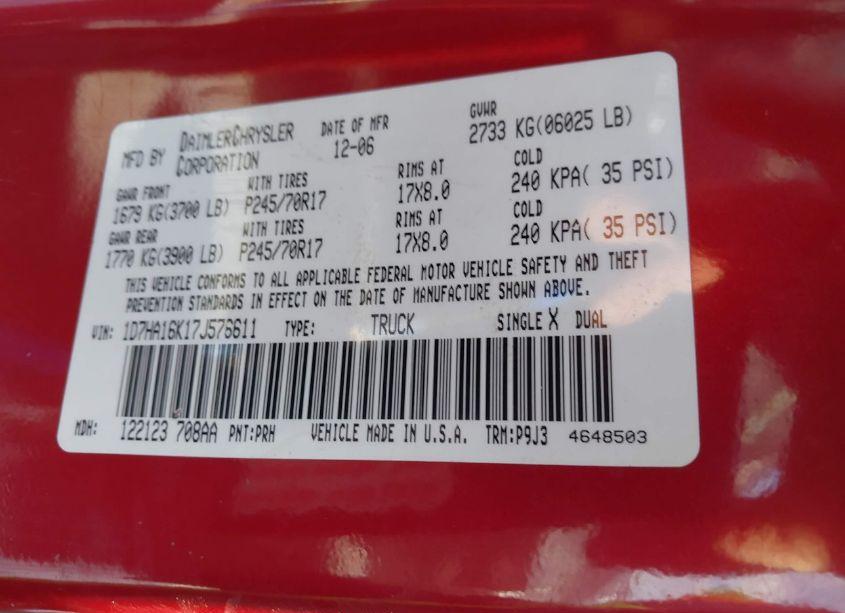 MFD BY DAIMLERCHRYSLER CORPORATION DATE OF MFR 12-06 GVWR 2733 KG(06025 LB)
GAWR FRONT WITH TIRES RIMS AT COLD
1679 KG(3700 LB) P245/70R17 17X8.0 240 KPA( 35 PSI)
GAWR REAR WITH TIRES RIMS AT COLD
1770 KG(3900 LB) P245/70R17 17X8.0 240 KPA( 35 PSI)
THIS VEHICLE CONFORMS TO ALL APPLICABLE FEDERAL MOTOR VEHICLE SAFETY AND THEFT
PREVENTION STANDARDS IN EFFECT ON THE DATE OF MANUFACTURE SHOWN ABOVE.
VIN: 1D7HA16K17J576611 TYPE: TRUCK SINGLE X DUAL
MDH: 122123 708AA PNT:PRH VEHICLE MADE IN U.S.A. TRM:P9J3 4648503